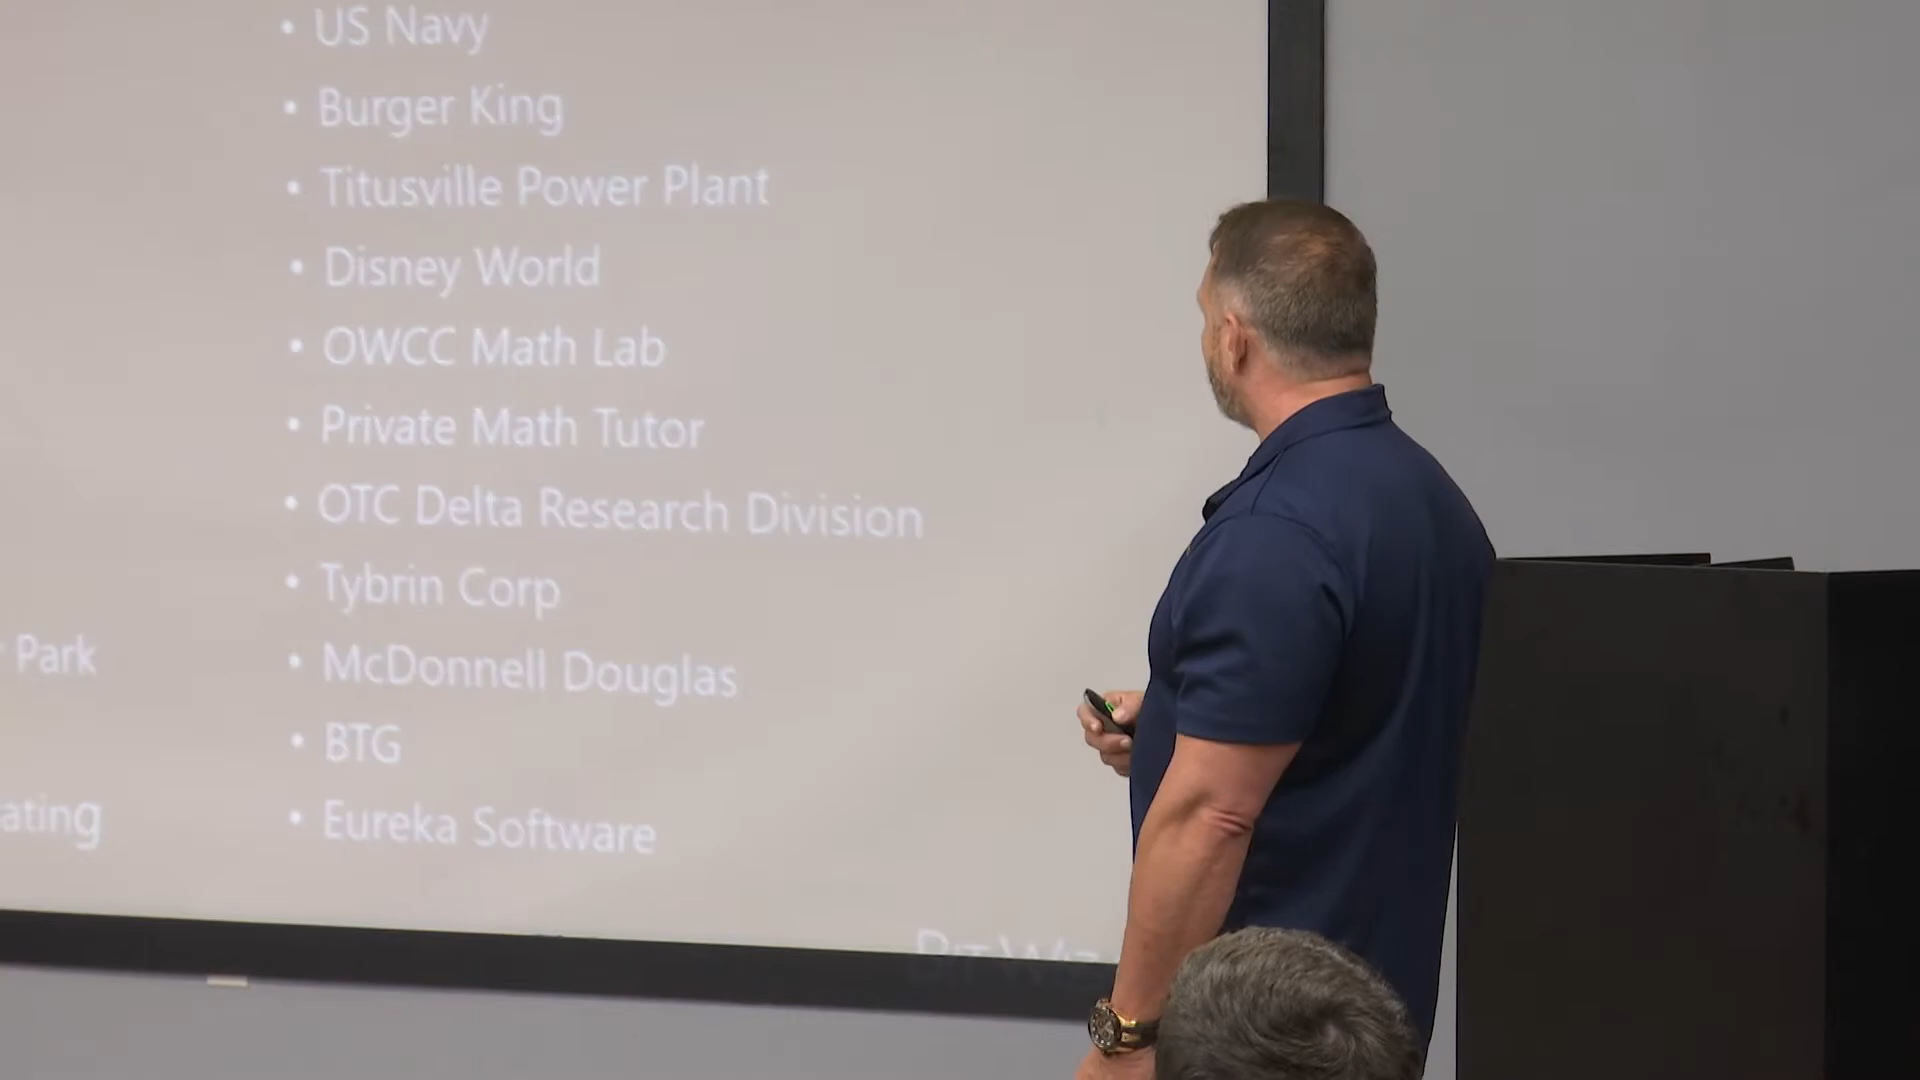 • US Navy
• Burger King
• Titusville Power Plant
• Disney World
• OWCC Math Lab
• Private Math Tutor
• OTC Delta Research Division
• Tybrin Corp
• McDonnell Douglas
• BTG
• Eureka Software
Park